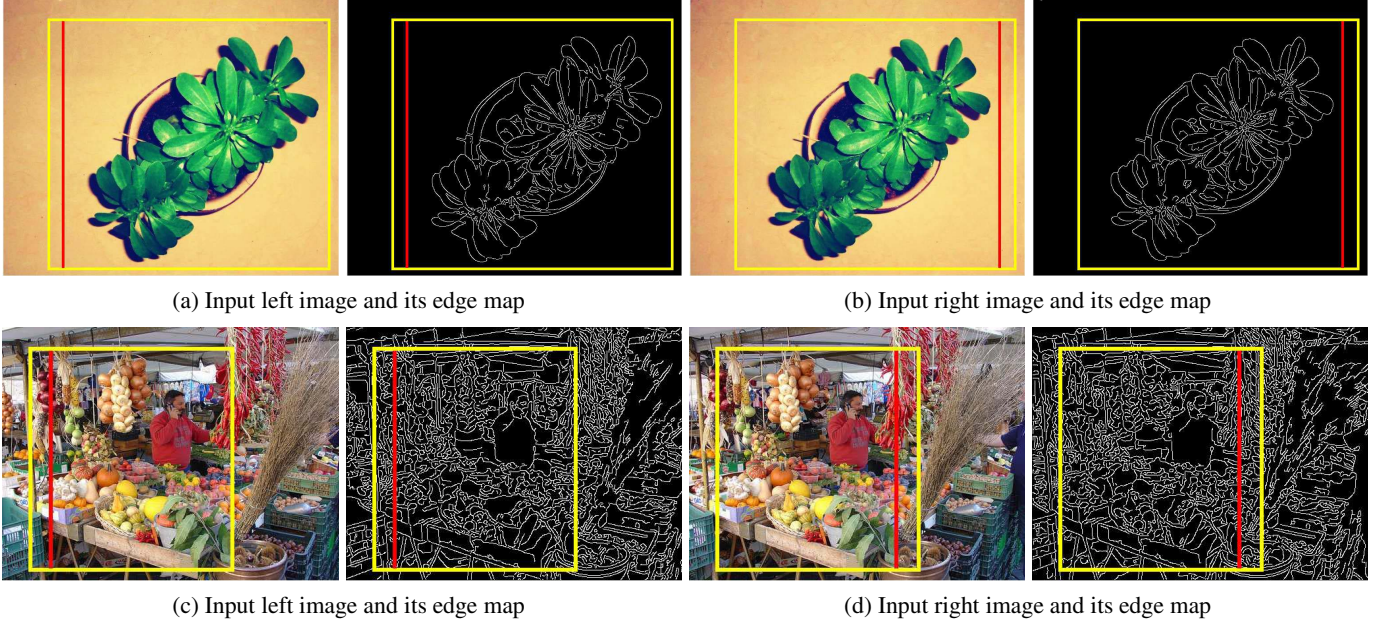 (a) Input left image and its edge map
(b) Input right image and its edge map
(c) Input left image and its edge map
(d) Input right image and its edge map